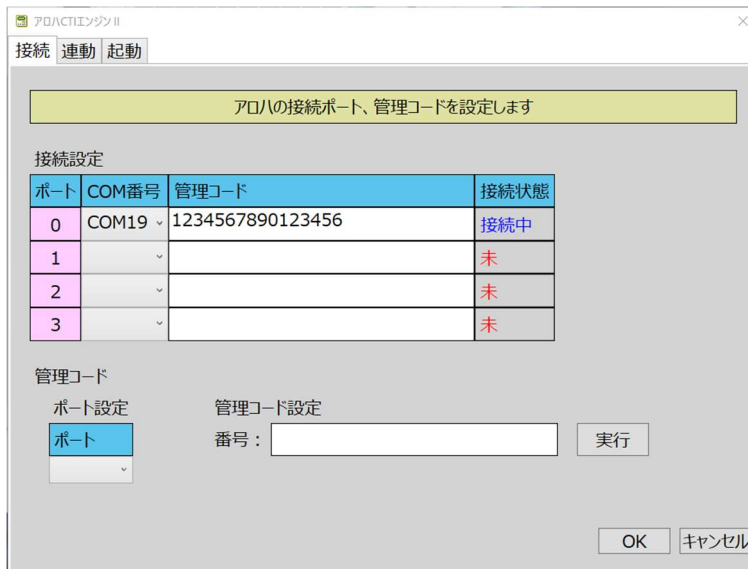 アロハCTIエンジンⅡ
接続 連動 起動
アロハの接続ポート、管理コードを設定します
接続設定
ポート COM番号 管理コード 接続状態
0 COM19 1234567890123456 接続中
1 未
2 未
3 未
管理コード
ポート設定 管理コード設定
ポート 番号： 実行
OK キャンセル